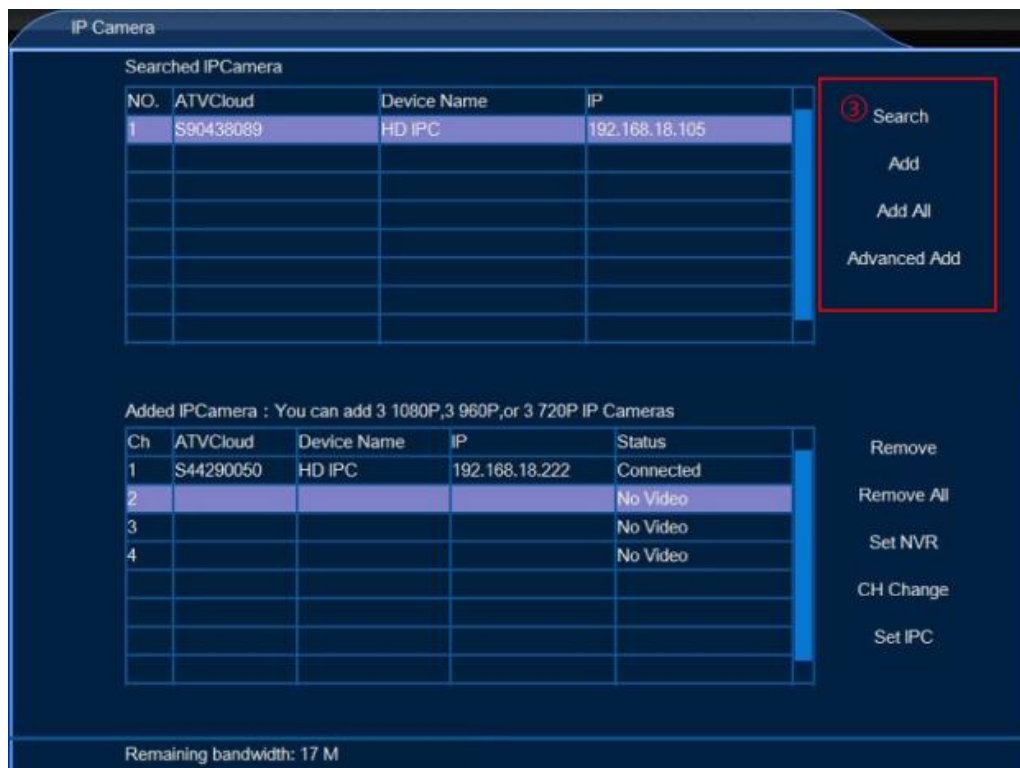 IP Camera
Searched IPCamera
NO. ATVCloud Device Name IP
1 S90438089 HD IPC 192.168.18.105
③ Search
Add
Add All
Advanced Add
Added IPCamera : You can add 3 1080P,3 960P,or 3 720P IP Cameras
Ch ATVCloud Device Name IP Status
1 S44290050 HD IPC 192.168.18.222 Connected
2 No Video
3 No Video
4 No Video
Remove
Remove All
Set NVR
CH Change
Set IPC
Remaining bandwidth: 17 M